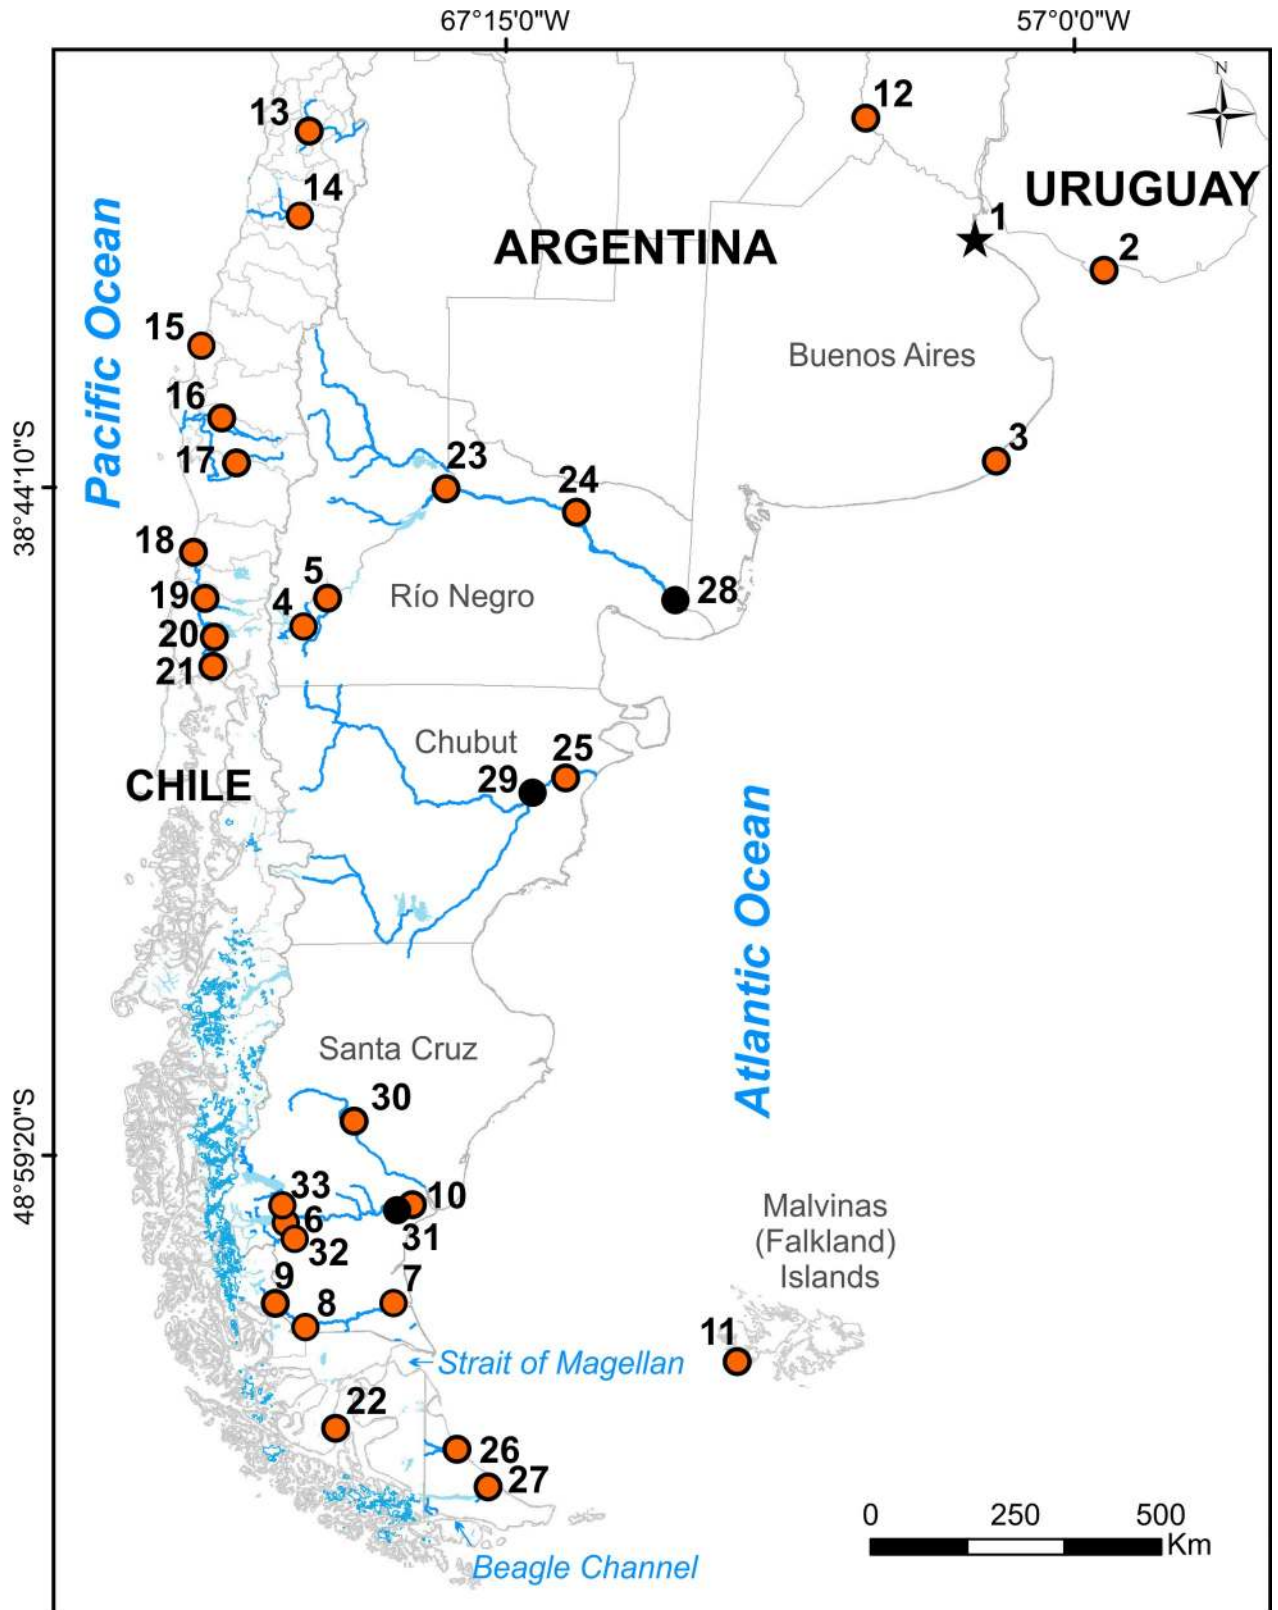 67°15'0"W
57°0'0"W
N
13
12
14
URUGUAY
1
ARGENTINA
2
Pacific Ocean
15
Buenos Aires
16
17
23
3
38°44'10"S
24
18
5
28
19
4
Río Negro
20
21
Chubut
25
29
CHILE
Atlantic Ocean
Santa Cruz
30
48°59'20"S
33
10
6
31
32
Malvinas
(Falkland)
Islands
9
7
8
11
Strait of Magellan
22
26
27
0
250
500
Km
Beagle Channel